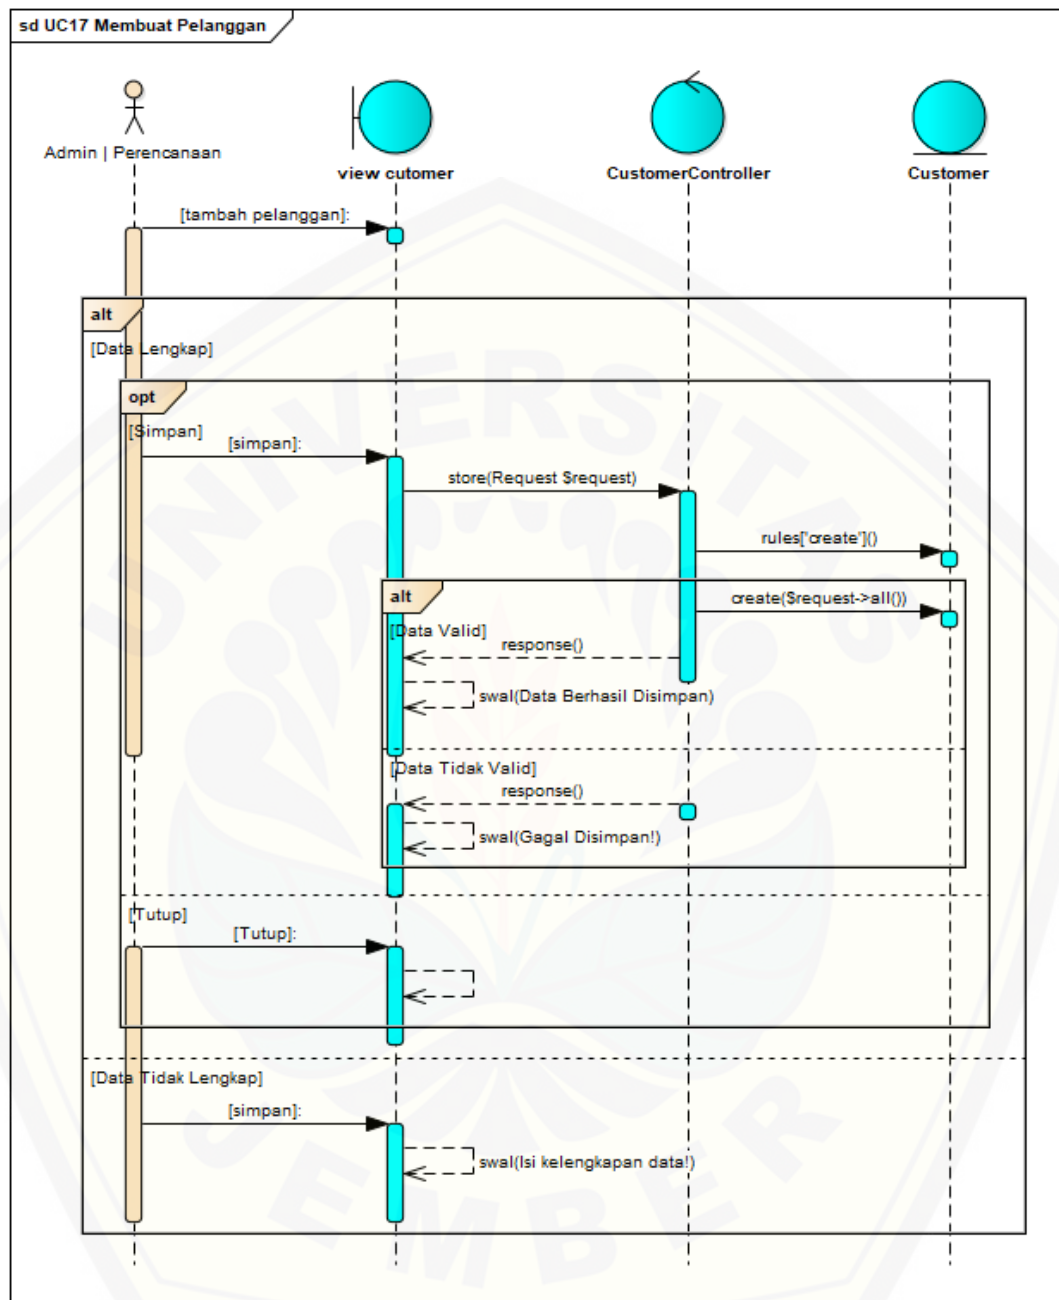 sd UC17 Membuat Pelanggan
Admin | Perencanaan
view cutomer
CustomerController
Customer
[tambah pelanggan]:
alt
[Data Lengkap]
opt
[Simpan]
[simpan]:
store(Request $request)
rules['create']()
alt
create($request->all())
[Data Valid]
response()
swal(Data Berhasil Disimpan)
[Data Tidak Valid]
response()
swal(Gagal Disimpan!)
[Tutup]
[Tutup]:
[Data Tidak Lengkap]
[simpan]:
swal(Isi kelengkapan data!)
UNIVERSITAS
JEMBER